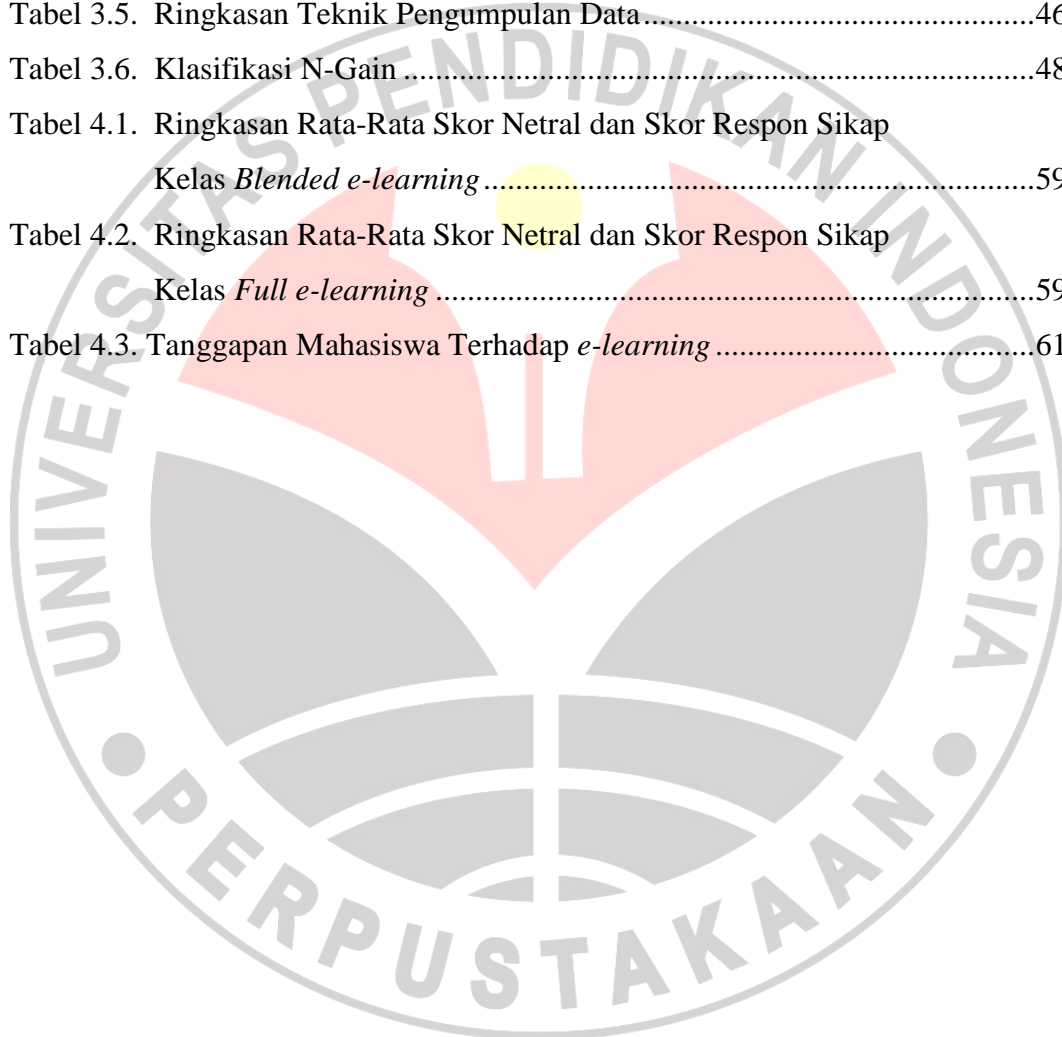 Tabel 3.5.  Ringkasan Teknik Pengumpulan Data.......................................................46
Tabel 3.6.  Klasifikasi N-Gain ...................................................................................48
Tabel 4.1.  Ringkasan Rata-Rata Skor Netral dan Skor Respon Sikap
Kelas Blended e-learning..........................................................................59
Tabel 4.2.  Ringkasan Rata-Rata Skor Netral dan Skor Respon Sikap
Kelas Full e-learning ................................................................................59
Tabel 4.3. Tanggapan Mahasiswa Terhadap e-learning ..........................................61
UNIVERSITAS PENDIDIKAN INDONESIA
PERPUSTAKAAN